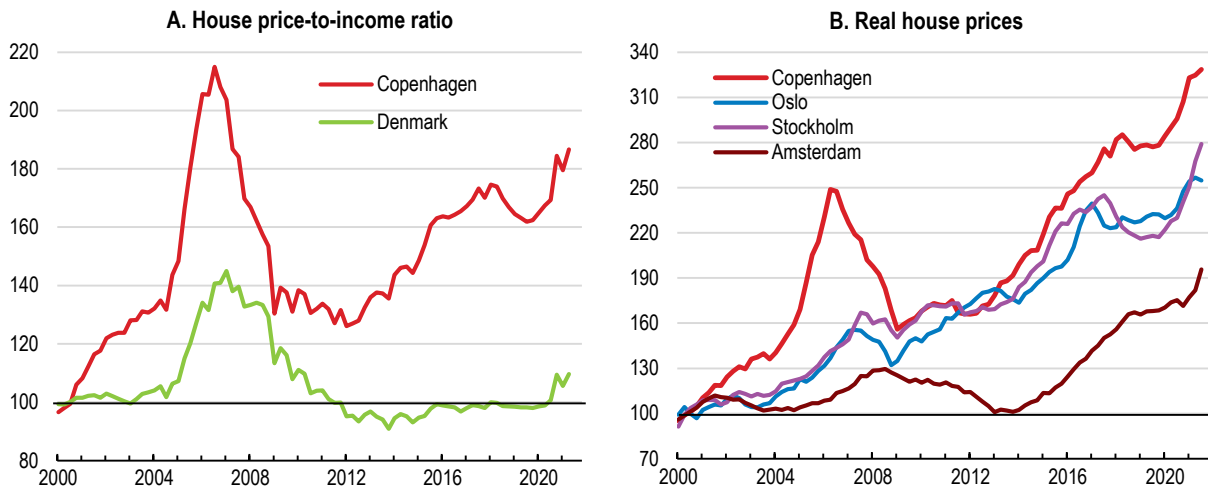 A. House price-to-income ratio
220
200
180
160
140
120
100
80
Copenhagen
Denmark
2000 2004 2008 2012 2016 2020
B. Real house prices
340
310
280
250
220
190
160
130
100
70
Copenhagen
Oslo
Stockholm
Amsterdam
2000 2004 2008 2012 2016 2020